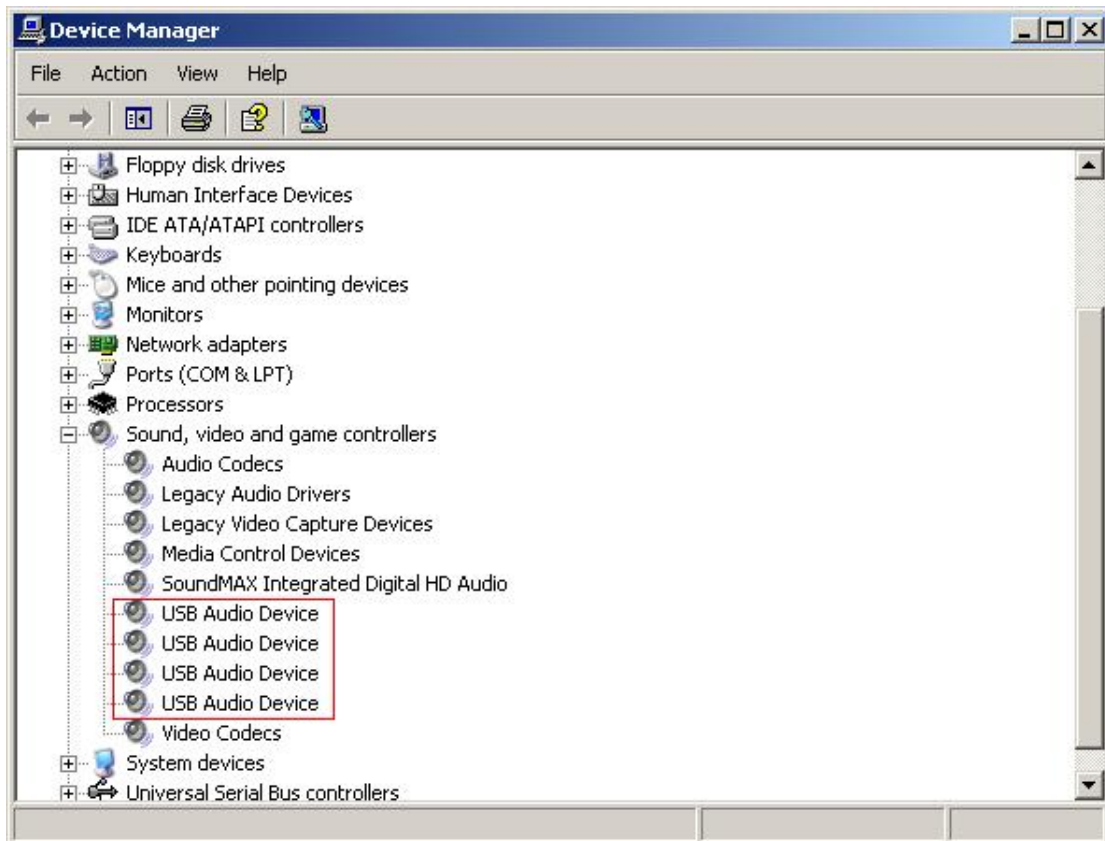 Device Manager
File Action View Help
Floppy disk drives
Human Interface Devices
IDE ATA/ATAPI controllers
Keyboards
Mice and other pointing devices
Monitors
Network adapters
Ports (COM & LPT)
Processors
Sound, video and game controllers
Audio Codecs
Legacy Audio Drivers
Legacy Video Capture Devices
Media Control Devices
SoundMAX Integrated Digital HD Audio
USB Audio Device
USB Audio Device
USB Audio Device
USB Audio Device
Video Codecs
System devices
Universal Serial Bus controllers